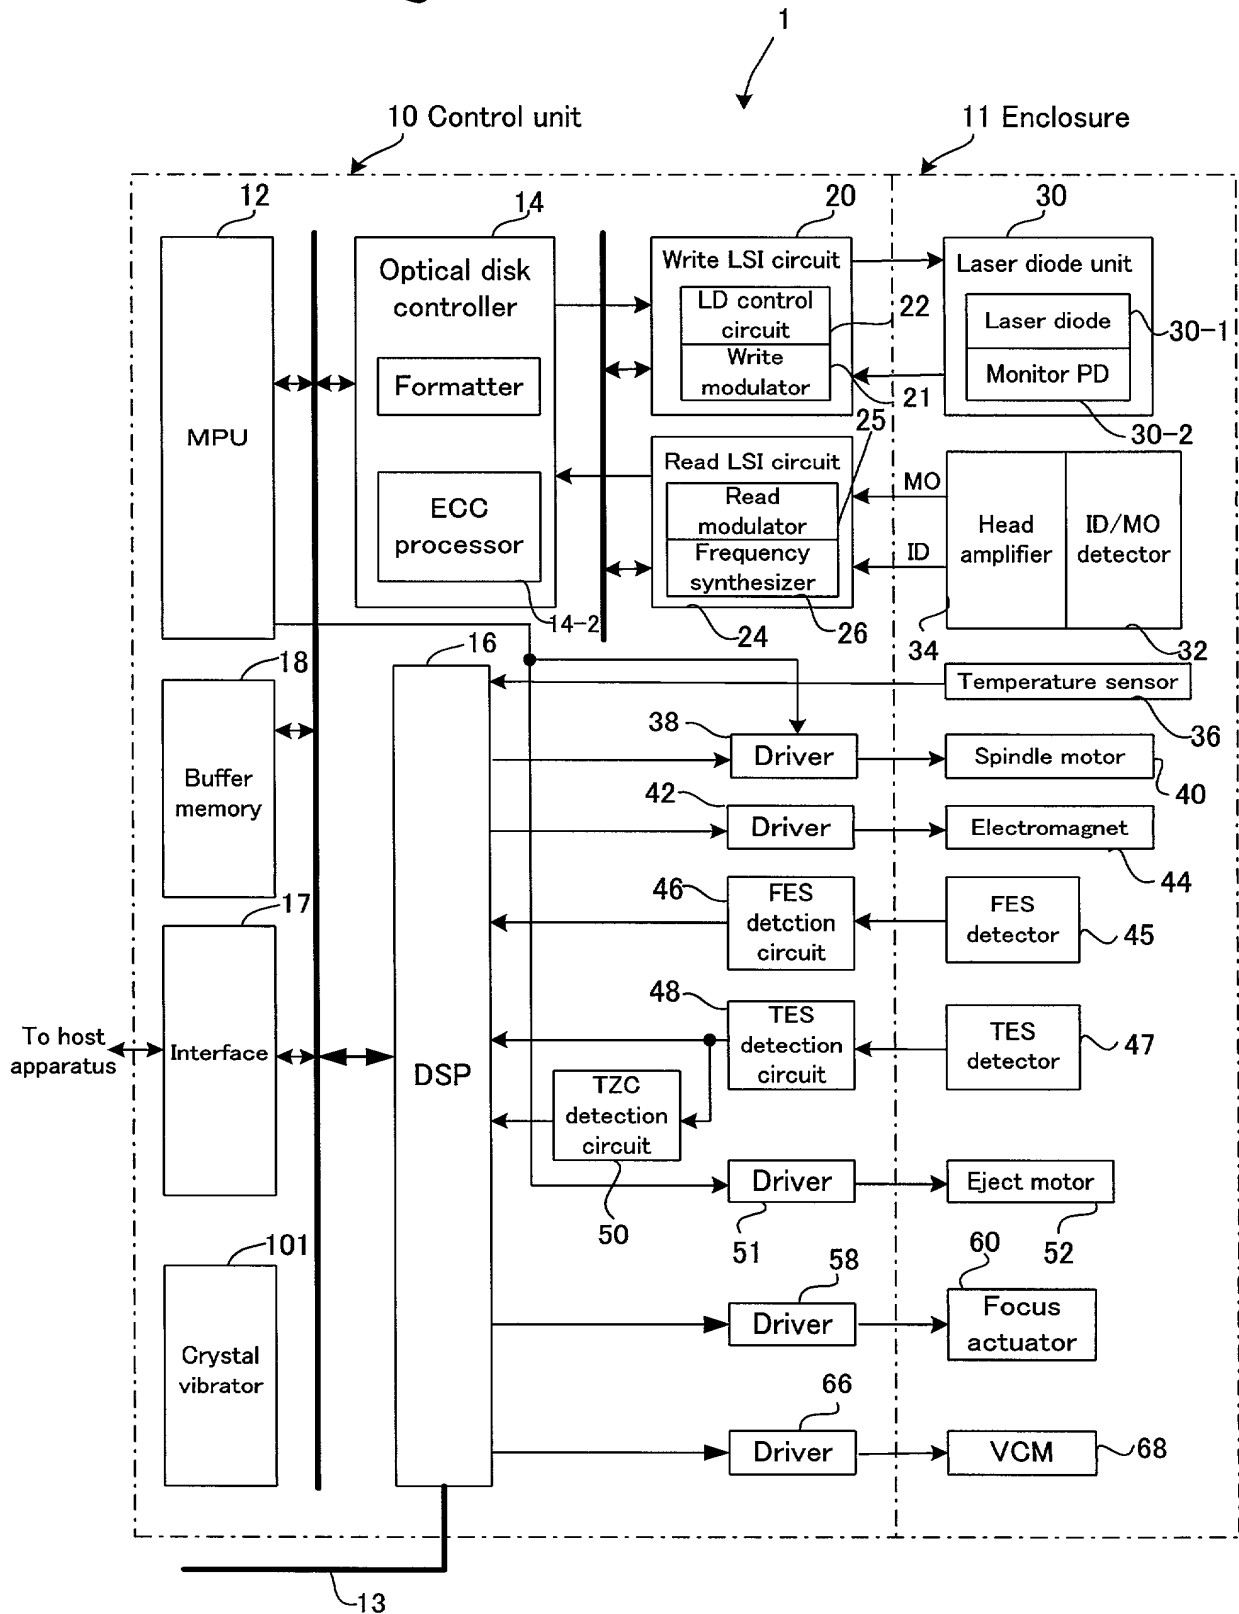 1
10 Control unit
11 Enclosure
12
14
20
30
MPU
Optical disk
controller
Formatter
ECC
processor
14-2
Write LSI circuit
LD control
circuit
Write
modulator
22
21
Laser diode unit
Laser diode
Monitor PD
30-1
30-2
25
Read LSI circuit
Read
modulator
Frequency
synthesizer
24
26
MO
ID
Head
amplifier
ID/MO
detector
34
32
18
16
Temperature sensor
36
Buffer
memory
38
Driver
Spindle motor
40
42
Driver
Electromagnet
44
17
46
FES
detction
circuit
FES
detector
45
To host
apparatus
Interface
DSP
48
TES
detection
circuit
TES
detector
47
TZC
detection
circuit
50
Driver
51
Eject motor
52
101
Crystal
vibrator
58
Driver
60
Focus
actuator
66
Driver
VCM
68
13